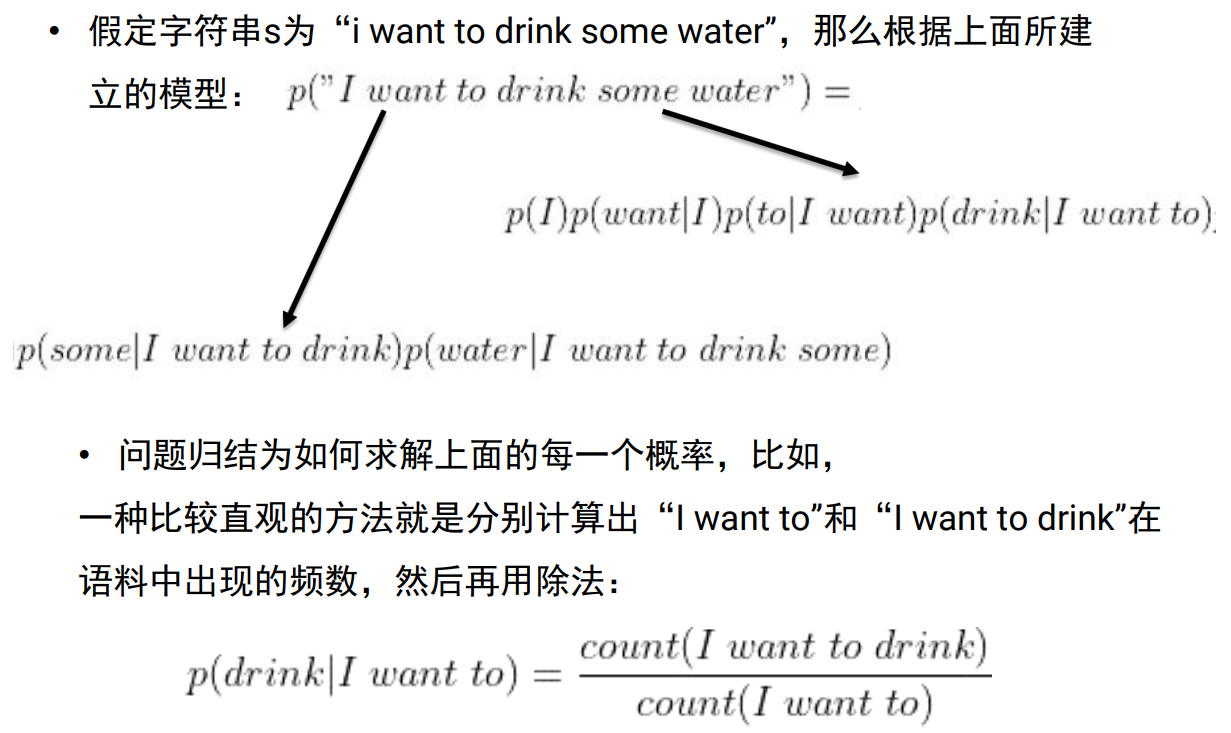 • 假定字符串s为“i want to drink some water”，那么根据上面所建
立的模型： p(”I want to drink some water”) =
p(I)p(want|I)p(to|I want)p(drink|I want to)
p(some|I want to drink)p(water|I want to drink some)
• 问题归结为如何求解上面的每一个概率，比如，
一种比较直观的方法就是分别计算出“I want to”和“I want to drink”在
语料中出现的频数，然后再用除法：
count(I want to drink)
p(drink|I want to) =
count(I want to)